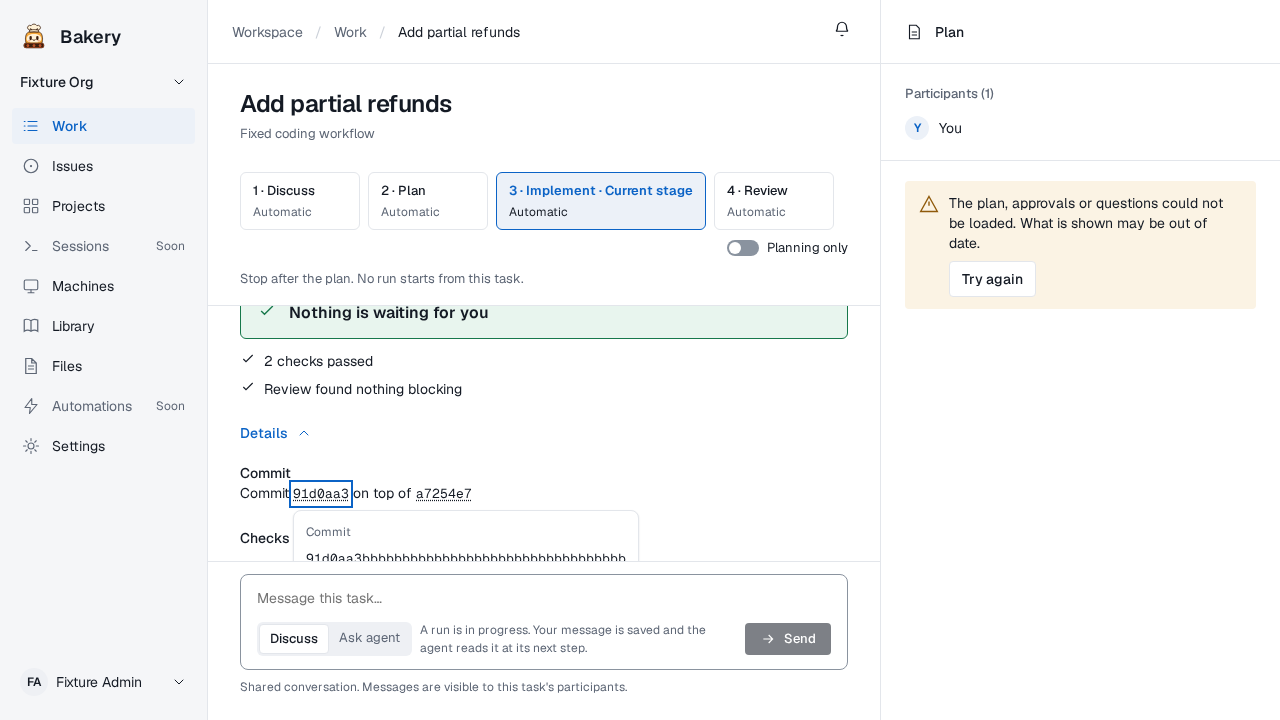 Bakery
Fixture Org
Work
Issues
Projects
Sessions Soon
Machines
Library
Files
Automations Soon
Settings
FA Fixture Admin
Workspace / Work / Add partial refunds
Add partial refunds
Fixed coding workflow
1 · Discuss
Automatic
2 · Plan
Automatic
3 · Implement · Current stage
Automatic
4 · Review
Automatic
Planning only
Stop after the plan. No run starts from this task.
Nothing is waiting for you
2 checks passed
Review found nothing blocking
Details
Commit
Commit 91d0aa3 on top of a7254e7
Checks
Commit
Message this task...
Discuss
Ask agent
A run is in progress. Your message is saved and the
agent reads it at its next step.
Send
Shared conversation. Messages are visible to this task's participants.
Plan
Participants (1)
Y You
The plan, approvals or questions could not
be loaded. What is shown may be out of
date.
Try again